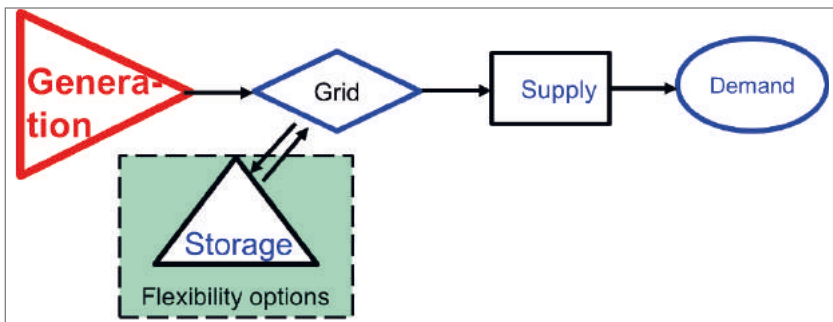 Genera-
tion
Grid
Supply
Demand
Storage
Flexibility options